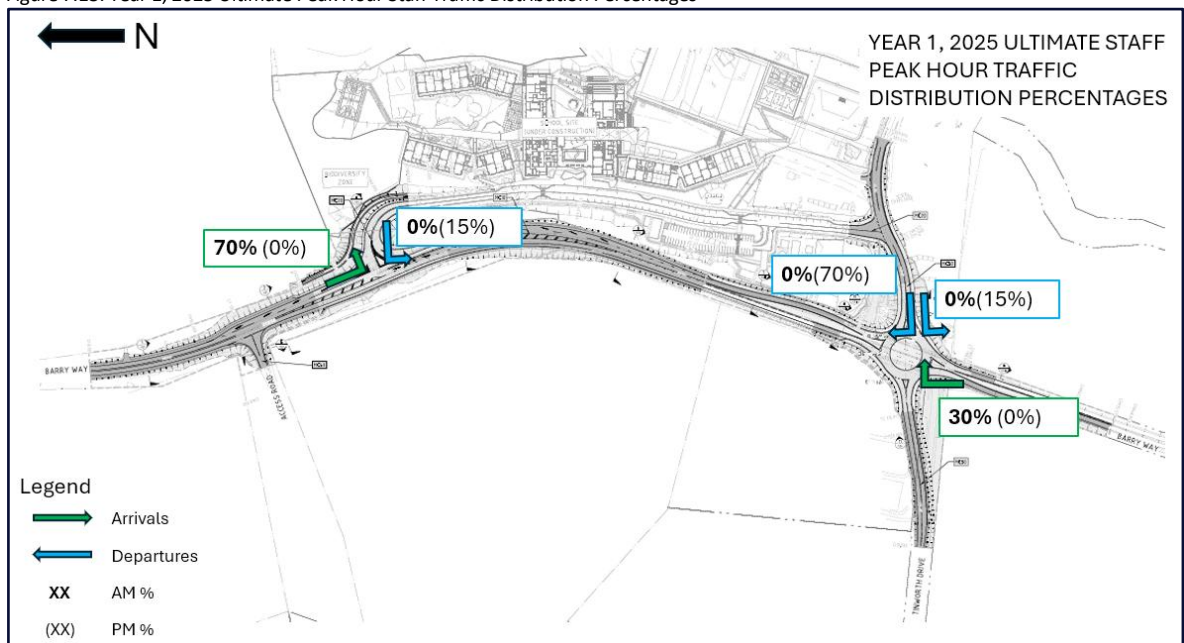 N
YEAR 1, 2025 ULTIMATE STAFF
PEAK HOUR TRAFFIC
DISTRIBUTION PERCENTAGES
SCHOOL SITE
(UNDER CONSTRUCTION)
BIODIVERSITY
ZONE
0%(15%)
70% (0%)
0%(70%)
0%(15%)
30% (0%)
BARRY WAY
ACCESS ROAD
BARRY WAY
TINWORTH DRIVE
Legend
Arrivals
Departures
XX AM %
(XX) PM %